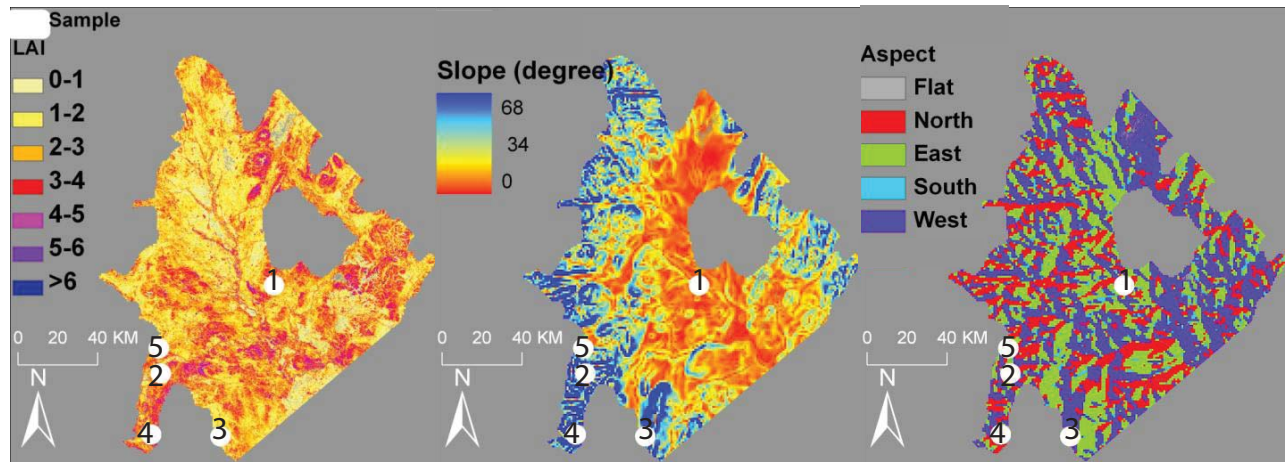 Sample
LAI
0-1
1-2
2-3
3-4
4-5
5-6
>6
0 20 40 KM
N
1
5
2
4
3
Slope (degree)
68
34
0
0 20 40 KM
N
1
5
2
4
3
Aspect
Flat
North
East
South
West
0 20 40 KM
N
1
5
2
4
3